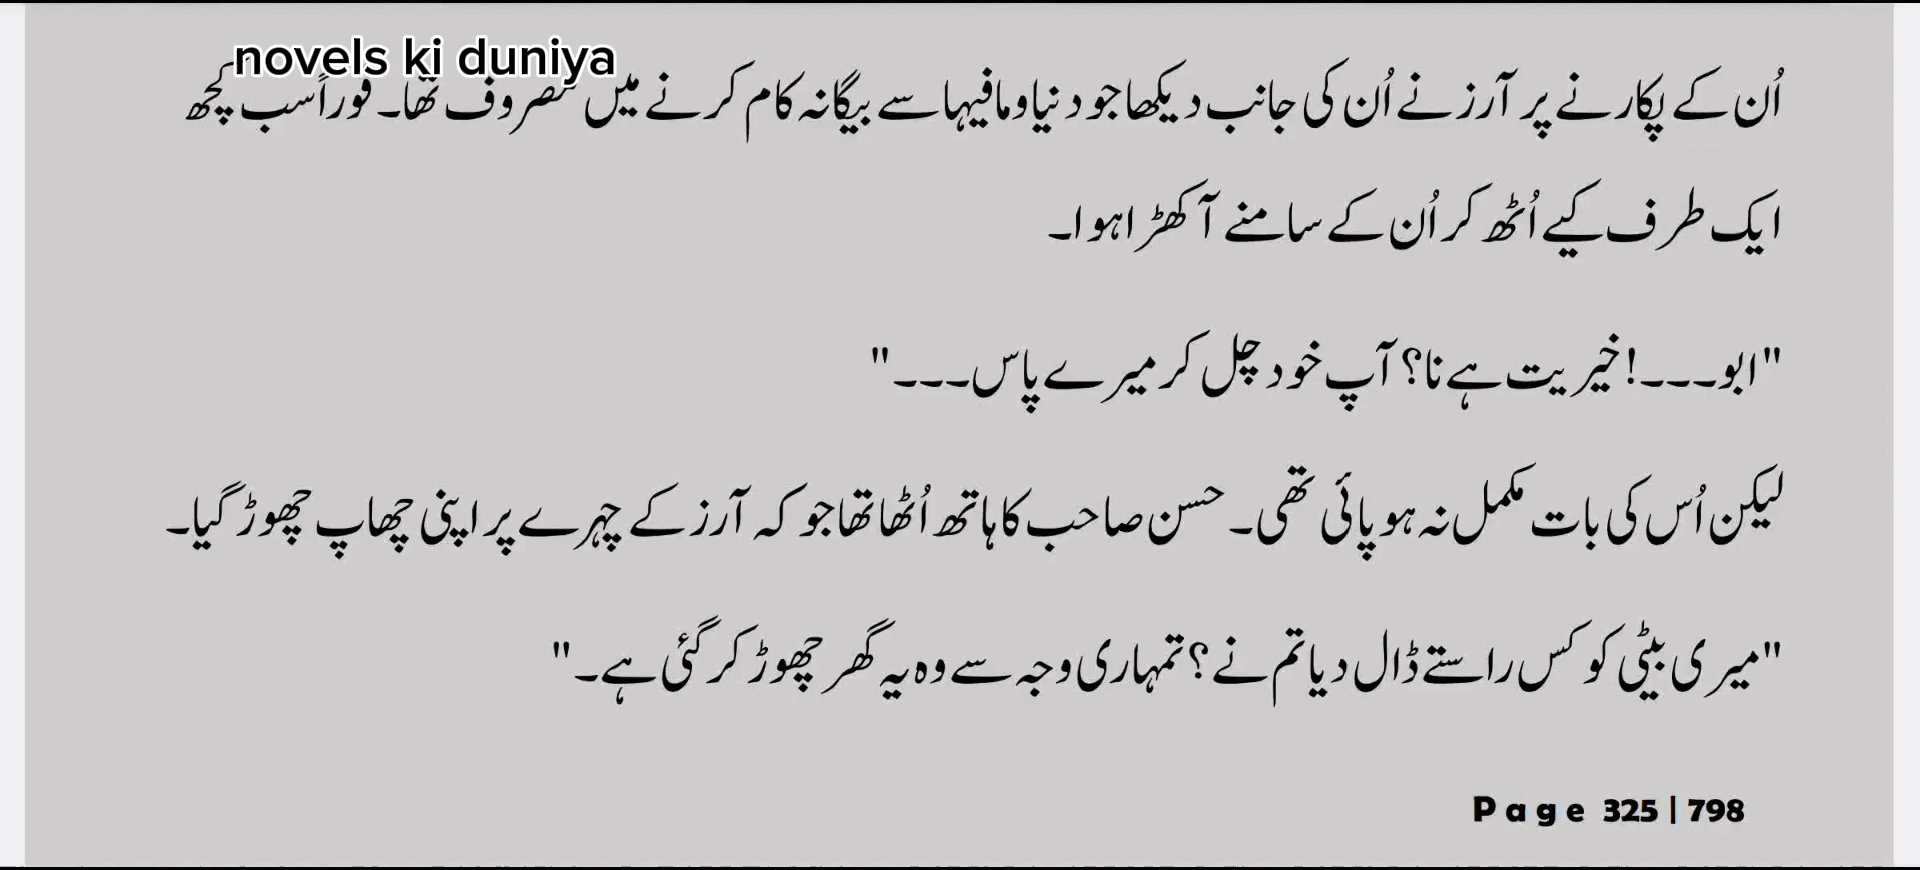 novels ki duniya
اُن کے پکارنے پر آرز نے اُن کی جانب دیکھا جو دنیا و مافیہا سے بیگانہ کام کرنے میں مصروف تھا۔ فوراً سب کچھ
ایک طرف کیے اُٹھ کر اُن کے سامنے آ کھڑا ہوا۔
"ابو۔۔۔! خیریت ہے نا؟ آپ خود چل کر میرے پاس۔۔۔"
لیکن اُس کی بات مکمل نہ ہو پائی تھی۔ حسن صاحب کا ہاتھ اُٹھا تھا جو کہ آرز کے چہرے پر اپنی چھاپ چھوڑ گیا۔
"میری بیٹی کو کس راستے ڈال دیا تم نے؟ تمہاری وجہ سے وہ یہ گھر چھوڑ کر گئی ہے۔"
Page 325 | 798